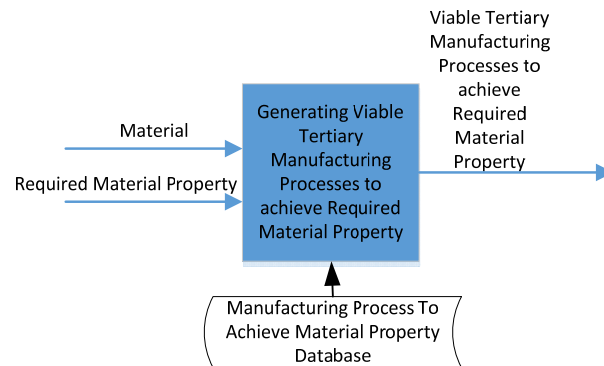 Material
Required Material Property
Generating Viable
Tertiary
Manufacturing
Processes to
achieve Required
Material Property
Viable Tertiary
Manufacturing
Processes to
achieve
Required
Material
Property
Manufacturing Process To
Achieve Material Property
Database